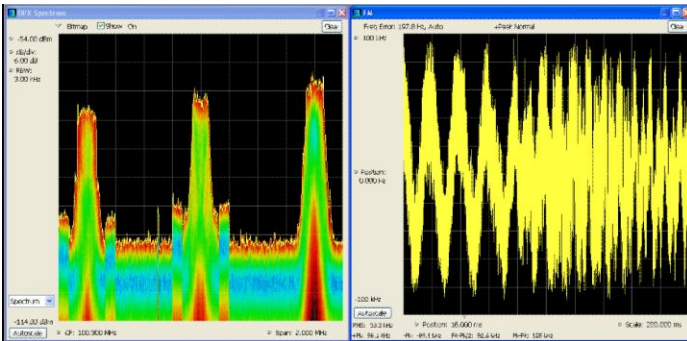 DPX Spectrum
Bitmap Show On Clear
-54.00 dBm
dB/div:
6.00 dB
RBW:
3.00 kHz
Spectrum
-114.00 dBm
Autoscale CF: 100.900 MHz Span: 2.000 MHz
FM
Freq Error: 197.8 Hz, Auto +Peak Normal Clear
100 kHz
Position:
0.000 Hz
-100 kHz
Autoscale
Position: 16.000 ms Scale: 200.000 ms